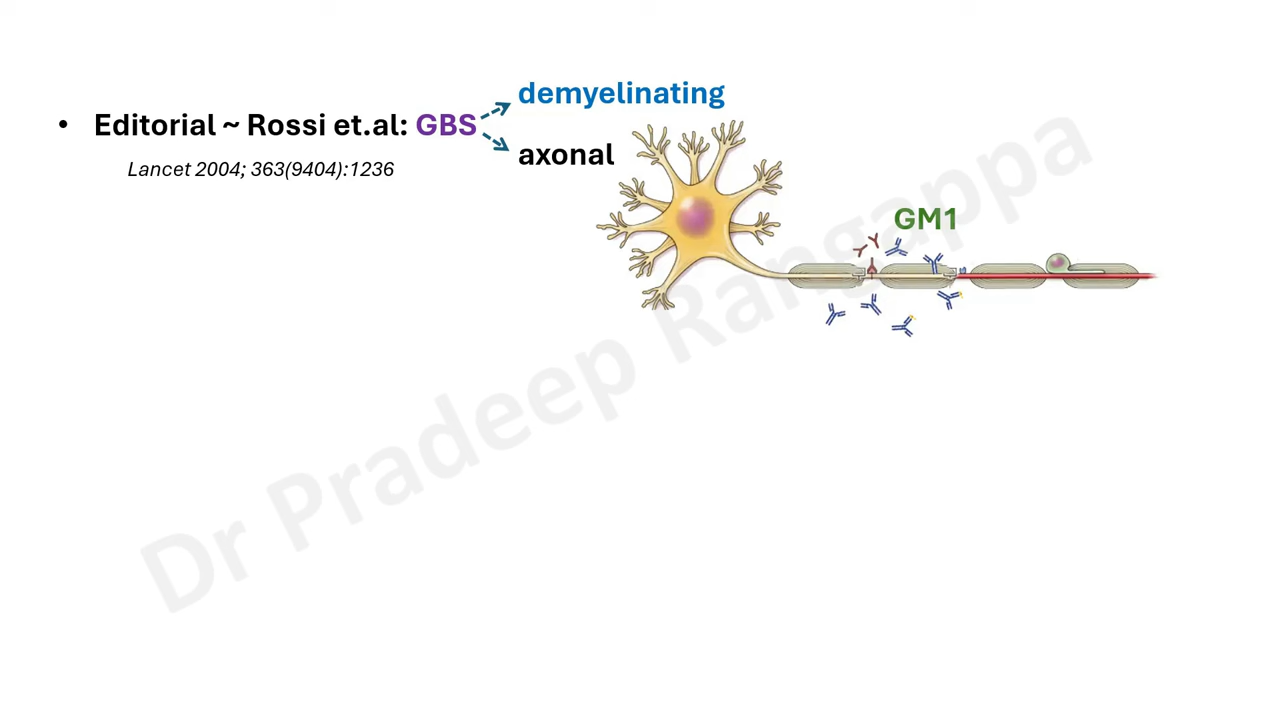 demyelinating
• Editorial ~ Rossi et.al: GBS
axonal
Lancet 2004; 363(9404):1236
GM1
Dr Pradeep Rangappa